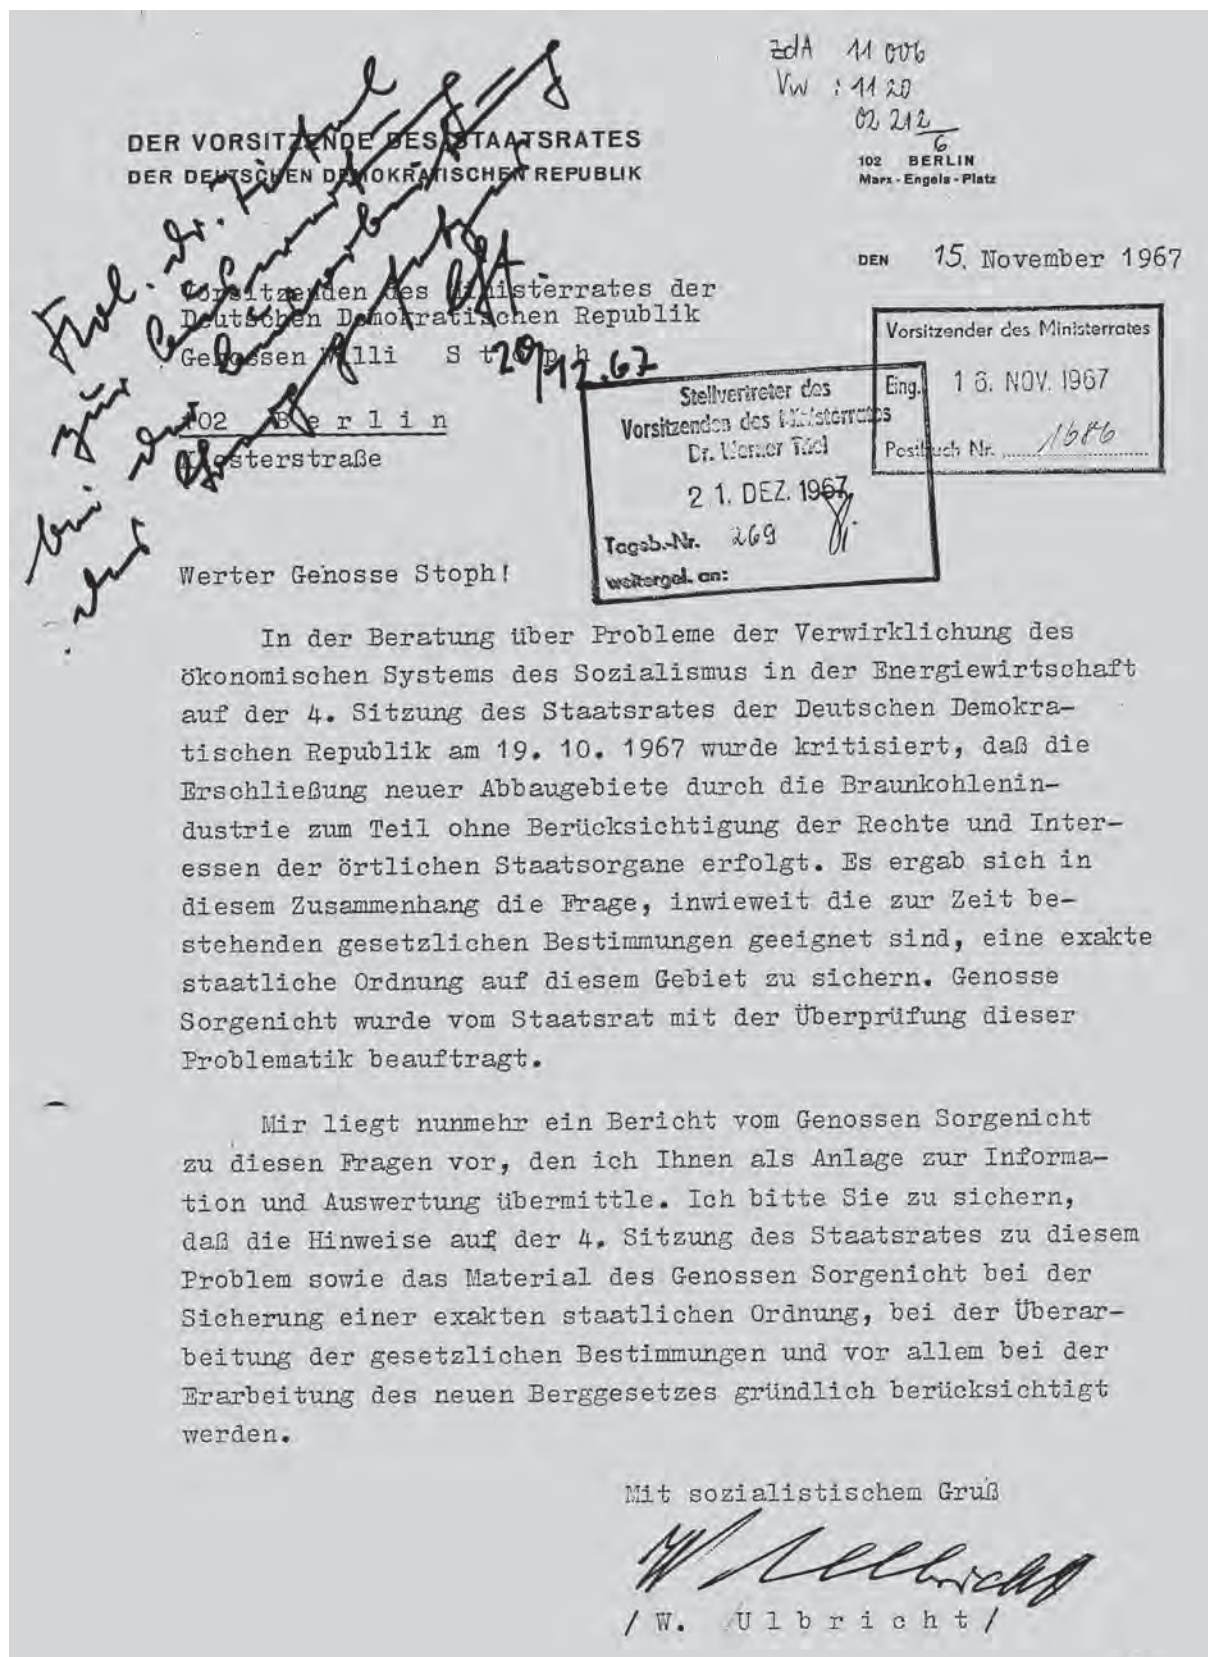 zdA 11 006
Vw : 11 20
02 212
6
DER VORSITZENDE DES STAATSRATES
DER DEUTSCHEN DEMOKRATISCHEN REPUBLIK
102 BERLIN
Marx-Engels-Platz
DEN 15. November 1967
Vorsitzenden des Ministerrates der
Deutschen Demokratischen Republik
Genossen Willi S t o p h
102 B e r l i n
Klosterstraße
20/12.67
Vorsitzender des Ministerrates
Eing. 16. NOV. 1967
Postbuch Nr. 1686
Stellvertreter des
Vorsitzenden des Ministerrates
Dr. Werner Titel
21. DEZ. 1967
Tageb.-Nr. 269
weitergel. an:
Werter Genosse Stoph!
In der Beratung über Probleme der Verwirklichung des
ökonomischen Systems des Sozialismus in der Energiewirtschaft
auf der 4. Sitzung des Staatsrates der Deutschen Demokra-
tischen Republik am 19. 10. 1967 wurde kritisiert, daß die
Erschließung neuer Abbaugebiete durch die Braunkohlenin-
dustrie zum Teil ohne Berücksichtigung der Rechte und Inter-
essen der örtlichen Staatsorgane erfolgt. Es ergab sich in
diesem Zusammenhang die Frage, inwieweit die zur Zeit be-
stehenden gesetzlichen Bestimmungen geeignet sind, eine exakte
staatliche Ordnung auf diesem Gebiet zu sichern. Genosse
Sorgenicht wurde vom Staatsrat mit der Überprüfung dieser
Problematik beauftragt.
Mir liegt nunmehr ein Bericht vom Genossen Sorgenicht
zu diesen Fragen vor, den ich Ihnen als Anlage zur Informa-
tion und Auswertung übermittle. Ich bitte Sie zu sichern,
daß die Hinweise auf der 4. Sitzung des Staatsrates zu diesem
Problem sowie das Material des Genossen Sorgenicht bei der
Sicherung einer exakten staatlichen Ordnung, bei der Überar-
beitung der gesetzlichen Bestimmungen und vor allem bei der
Erarbeitung des neuen Berggesetzes gründlich berücksichtigt
werden.
Mit sozialistischem Gruß
W Ulbricht
/ W. U l b r i c h t /